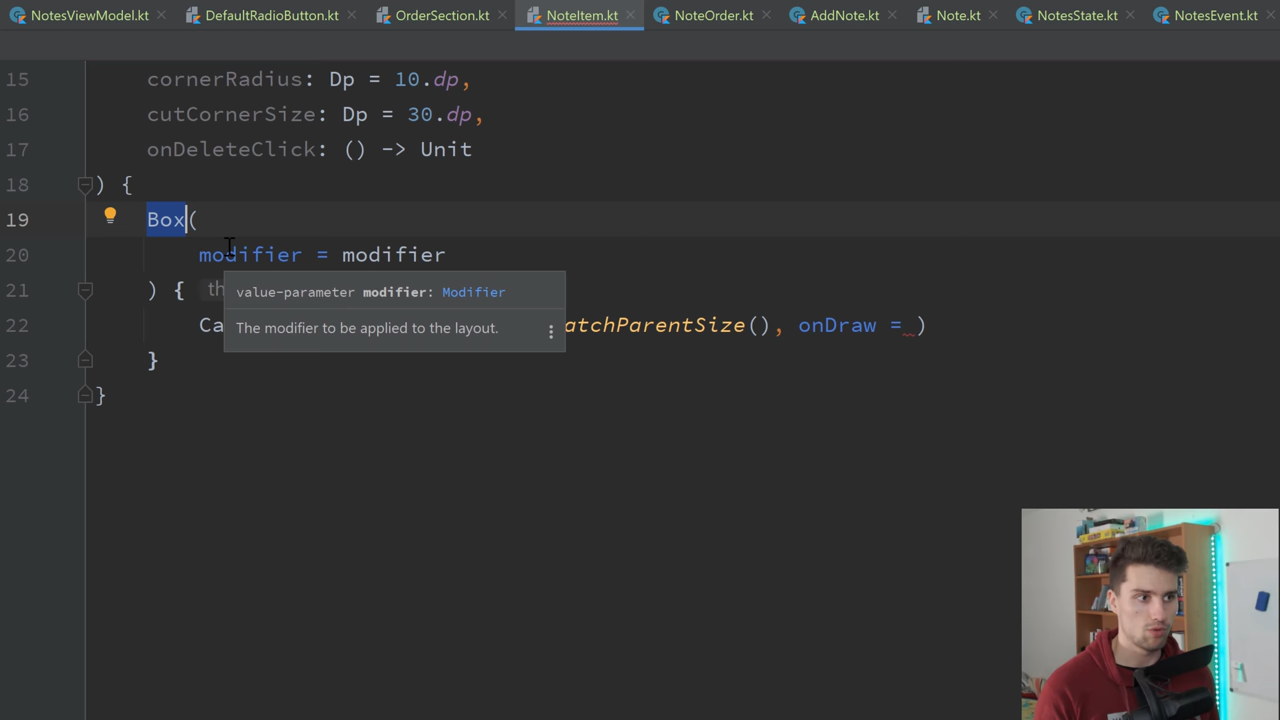 NotesViewModel.kt DefaultRadioButton.kt OrderSection.kt NoteItem.kt NoteOrder.kt AddNote.kt Note.kt NotesState.kt NotesEvent.kt
15 cornerRadius: Dp = 10.dp,
16 cutCornerSize: Dp = 30.dp,
17 onDeleteClick: () -> Unit
18 ) {
19 Box(
20 modifier = modifier
21 ) { th
value-parameter modifier: Modifier
22 Ca atchParentSize(), onDraw = )
The modifier to be applied to the layout.
23 }
24 }